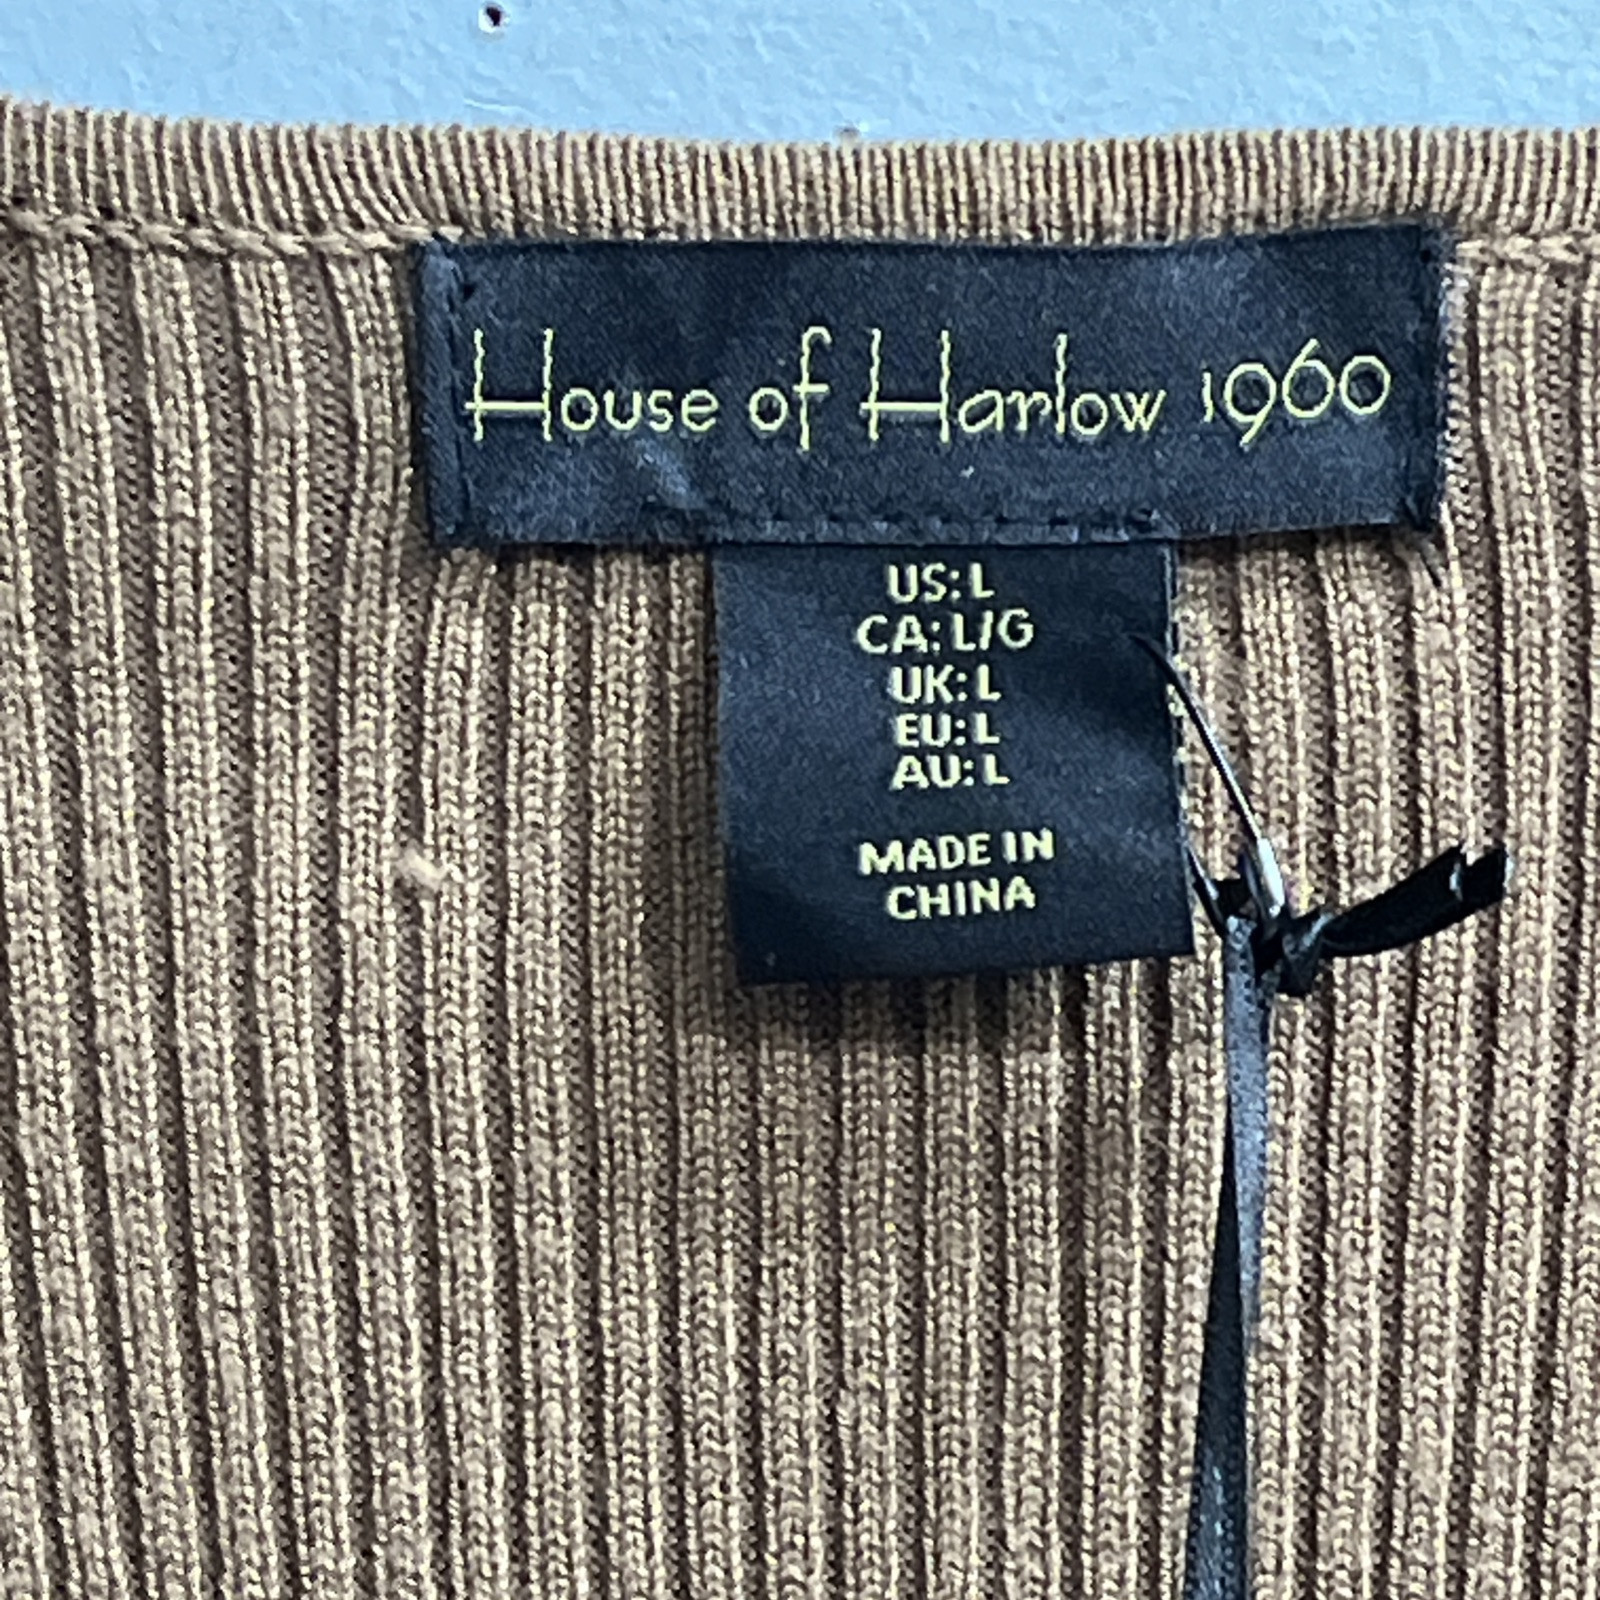 House of Harlow 1960
US: L
CA: L/G
UK: L
EU: L
AU: L
MADE IN
CHINA